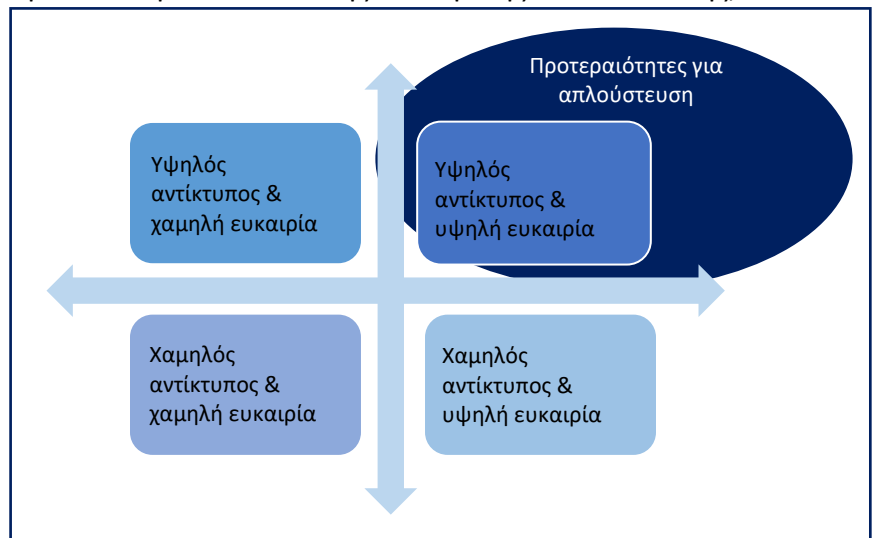 Προτεραιότητες για
απλούστευση
Υψηλός
αντίκτυπος &
χαμηλή ευκαιρία
Υψηλός
αντίκτυπος &
υψηλή ευκαιρία
Χαμηλός
αντίκτυπος &
χαμηλή ευκαιρία
Χαμηλός
αντίκτυπος &
υψηλή ευκαιρία